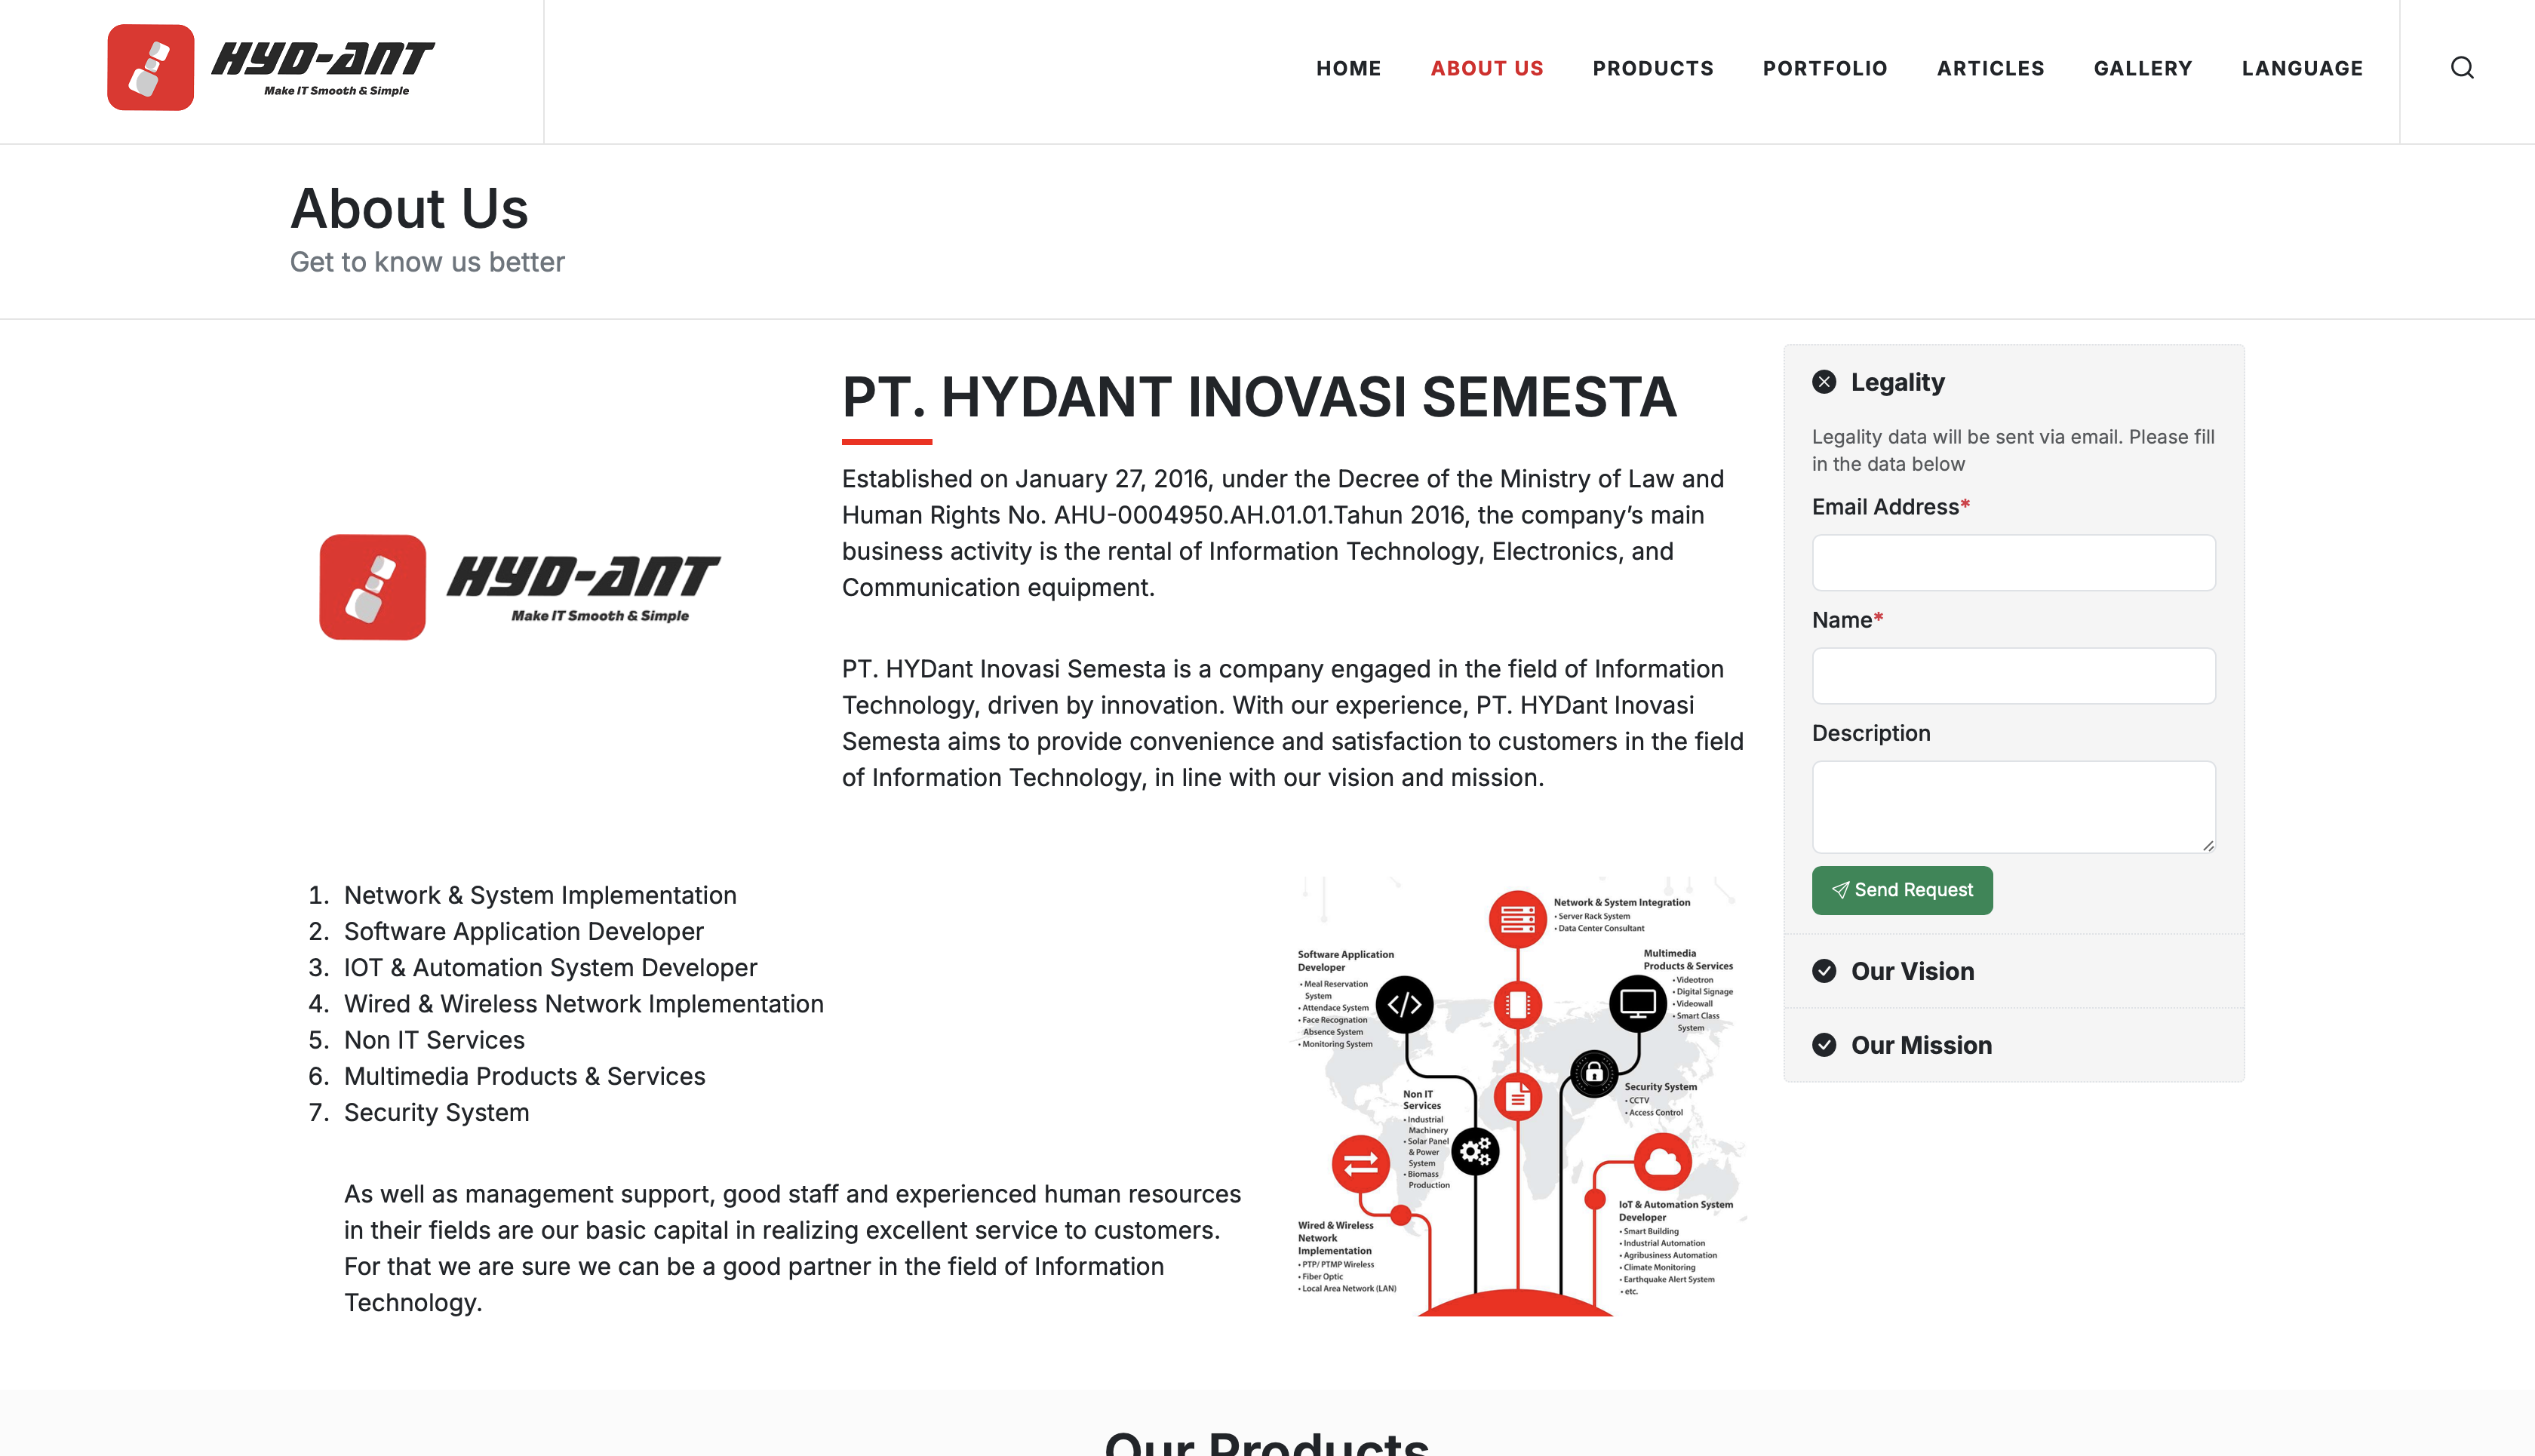 HYD-ANT
Make IT Smooth & Simple
HOME
ABOUT US
PRODUCTS
PORTFOLIO
ARTICLES
GALLERY
LANGUAGE
About Us
Get to know us better
HYD-ANT
Make IT Smooth & Simple
PT. HYDANT INOVASI SEMESTA
Established on January 27, 2016, under the Decree of the Ministry of Law and
Human Rights No. AHU-0004950.AH.01.01.Tahun 2016, the company’s main
business activity is the rental of Information Technology, Electronics, and
Communication equipment.
PT. HYDant Inovasi Semesta is a company engaged in the field of Information
Technology, driven by innovation. With our experience, PT. HYDant Inovasi
Semesta aims to provide convenience and satisfaction to customers in the field
of Information Technology, in line with our vision and mission.
1. Network & System Implementation
2. Software Application Developer
3. IOT & Automation System Developer
4. Wired & Wireless Network Implementation
5. Non IT Services
6. Multimedia Products & Services
7. Security System
As well as management support, good staff and experienced human resources
in their fields are our basic capital in realizing excellent service to customers.
For that we are sure we can be a good partner in the field of Information
Technology.
Network & System Integration
• Server Rack System
• Data Center Consultant
Software Application
Developer
• Meal Reservation
System
• Attendace System
• Face Recognation
Absence System
• Monitoring System
Multimedia
Products & Services
• Videotron
• Digital Signage
• Videowall
• Smart Class
System
Security System
• CCTV
• Access Control
Non IT
Services
• Industrial
Machinery
• Solar Panel
& Power
System
• Biomass
Production
Wired & Wireless
Network
Implementation
• PTP/ PTMP Wireless
• Fiber Optic
• Local Area Network (LAN)
IoT & Automation System
Developer
• Smart Building
• Industrial Automation
• Agribusiness Automation
• Climate Monitoring
• Earthquake Alert System
• etc.
Legality
Legality data will be sent via email. Please fill
in the data below
Email Address*
Name*
Description
Send Request
Our Vision
Our Mission
Our Products